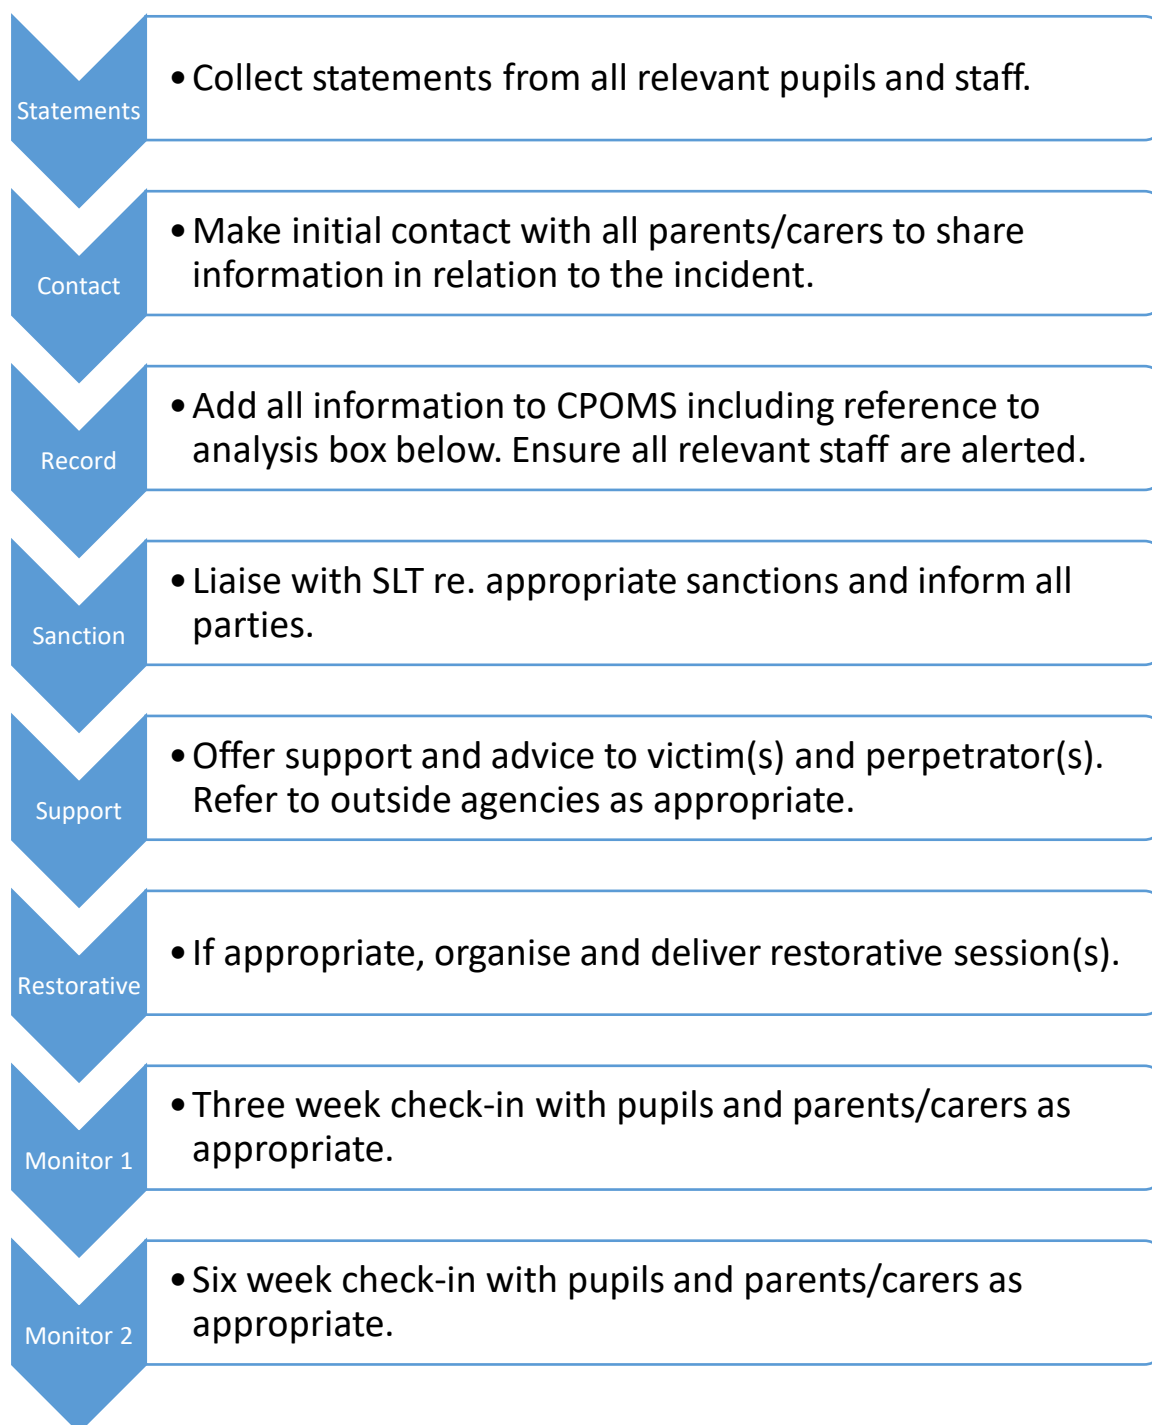 Statements
• Collect statements from all relevant pupils and staff.
Contact
• Make initial contact with all parents/carers to share
information in relation to the incident.
Record
• Add all information to CPOMS including reference to
analysis box below. Ensure all relevant staff are alerted.
Sanction
• Liaise with SLT re. appropriate sanctions and inform all
parties.
Support
• Offer support and advice to victim(s) and perpetrator(s).
Refer to outside agencies as appropriate.
Restorative
• If appropriate, organise and deliver restorative session(s).
Monitor 1
• Three week check-in with pupils and parents/carers as
appropriate.
Monitor 2
• Six week check-in with pupils and parents/carers as
appropriate.